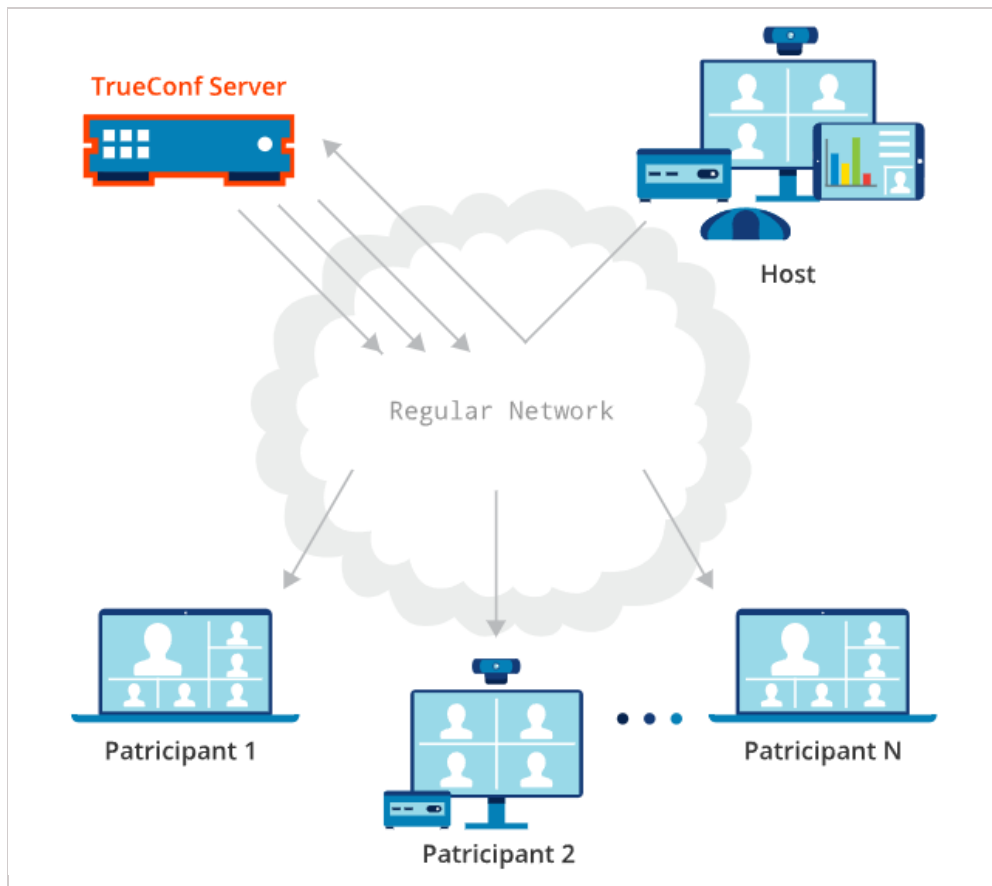 TrueConf Server
Host
Regular Network
Patricipant 1
Patricipant N
Patricipant 2